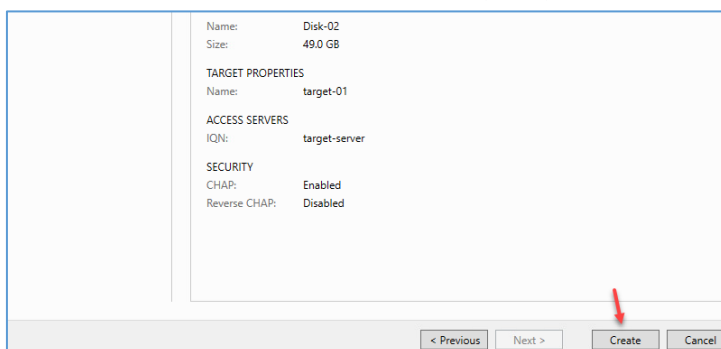 Name: Disk-02
Size: 49.0 GB
TARGET PROPERTIES
Name: target-01
ACCESS SERVERS
IQN: target-server
SECURITY
CHAP: Enabled
Reverse CHAP: Disabled
< Previous Next > Create Cancel